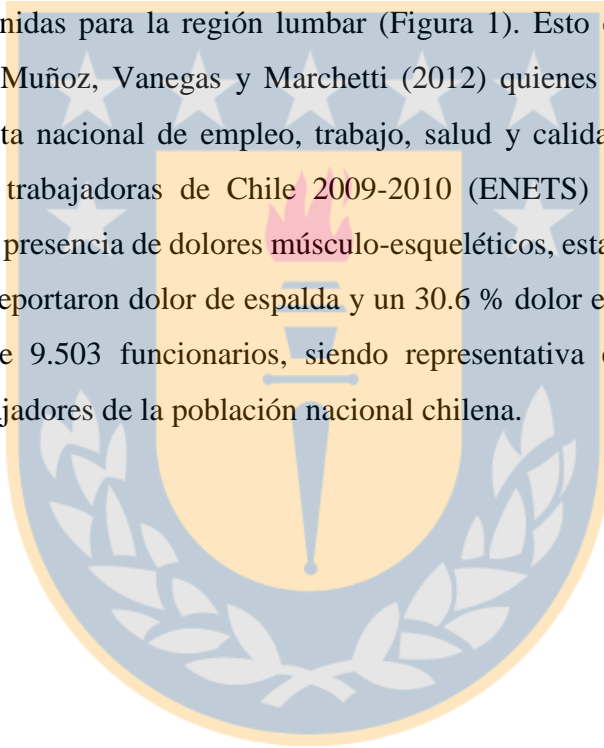 nidas para la región lumbar (Figura 1). Esto
Muñoz, Vanegas y Marchetti (2012) quienes
ta nacional de empleo, trabajo, salud y calida
trabajadoras de Chile 2009-2010 (ENETS)
presencia de dolores músculo-esqueléticos, esta
eportaron dolor de espalda y un 30.6 % dolor e
e 9.503 funcionarios, siendo representativa
ajadores de la población nacional chilena.